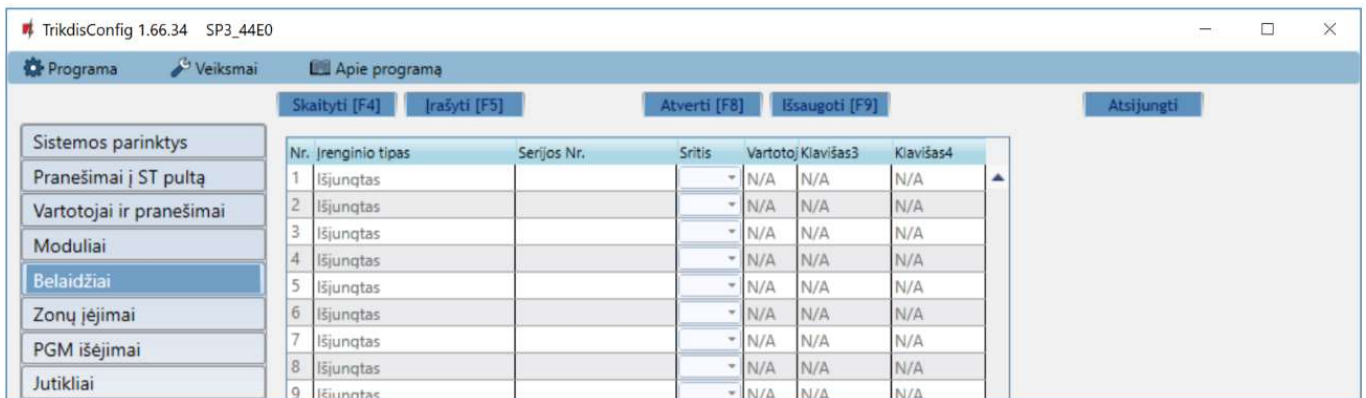 TrikdisConfig 1.66.34 SP3_44E0
Programa Veiksmai Apie programą
Skaityti [F4] Įrašyti [F5] Atverti [F8] Išsaugoti [F9] Atsijungti
Sistemos parinktys
Pranešimai į ST pultą
Vartotojai ir pranešimai
Moduliai
Belaidžiai
Zonų įėjimai
PGM išėjimai
Jutikliai
Nr. Įrenginio tipas Serijos Nr. Sritis Vartotoj Klavišas3 Klavišas4
1 Išjungtas N/A N/A N/A
2 Išjungtas N/A N/A N/A
3 Išjungtas N/A N/A N/A
4 Išjungtas N/A N/A N/A
5 Išjungtas N/A N/A N/A
6 Išjungtas N/A N/A N/A
7 Išjungtas N/A N/A N/A
8 Išjungtas N/A N/A N/A
9 Išjungtas N/A N/A N/A